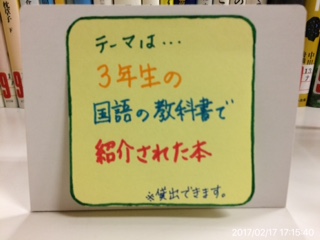 テーマは…
3年生の
国語の教科書で
紹介された本
※貸出できます。
2017/02/17 17:15:40